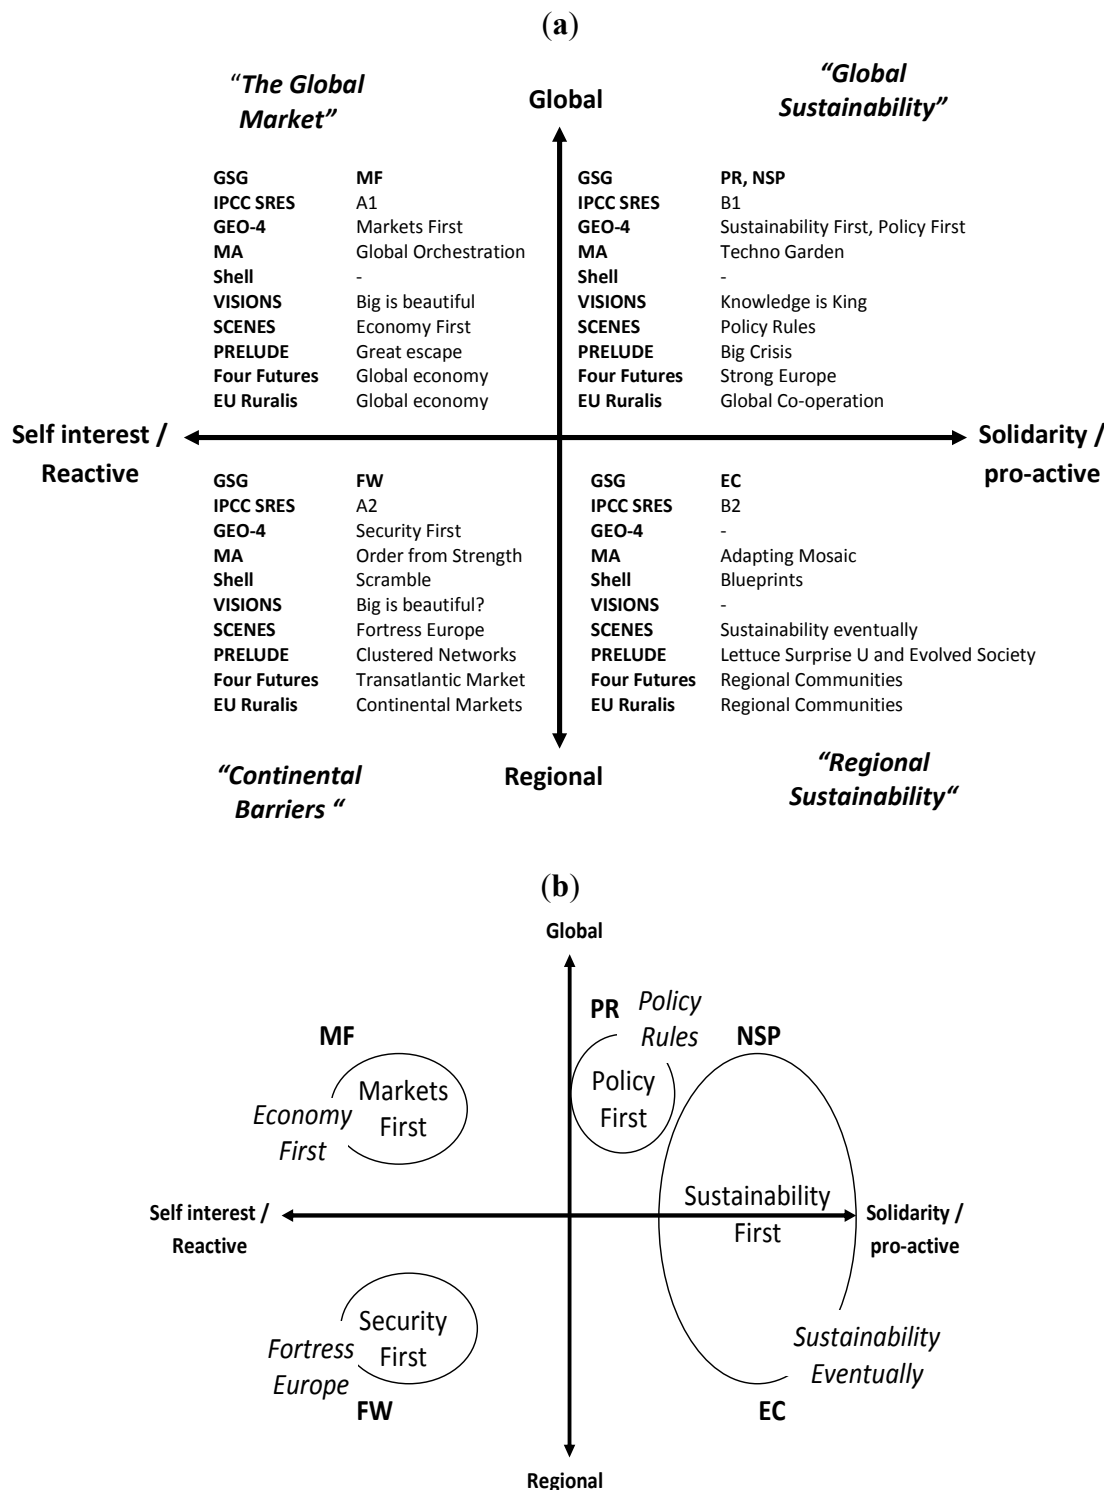 (a)
“The Global
Market”
Global
“Global
Sustainability”
GSG MF
IPCC SRES A1
GEO-4 Markets First
MA Global Orchestration
Shell -
VISIONS Big is beautiful
SCENES Economy First
PRELUDE Great escape
Four Futures Global economy
EU Ruralis Global economy
GSG PR, NSP
IPCC SRES B1
GEO-4 Sustainability First, Policy First
MA Techno Garden
Shell -
VISIONS Knowledge is King
SCENES Policy Rules
PRELUDE Big Crisis
Four Futures Strong Europe
EU Ruralis Global Co-operation
Self interest /
Reactive
Solidarity /
pro-active
GSG FW
IPCC SRES A2
GEO-4 Security First
MA Order from Strength
Shell Scramble
VISIONS Big is beautiful?
SCENES Fortress Europe
PRELUDE Clustered Networks
Four Futures Transatlantic Market
EU Ruralis Continental Markets
GSG EC
IPCC SRES B2
GEO-4 -
MA Adapting Mosaic
Shell Blueprints
VISIONS -
SCENES Sustainability eventually
PRELUDE Lettuce Surprise U and Evolved Society
Four Futures Regional Communities
EU Ruralis Regional Communities
“Continental
Barriers “
Regional
“Regional
Sustainability“
(b)
Global
MF
Markets
First
Economy
First
PR
Policy
Rules
Policy
First
NSP
Sustainability
First
Self interest /
Reactive
Solidarity /
pro-active
Security
First
Fortress
Europe
FW
Sustainability
Eventually
EC
Regional